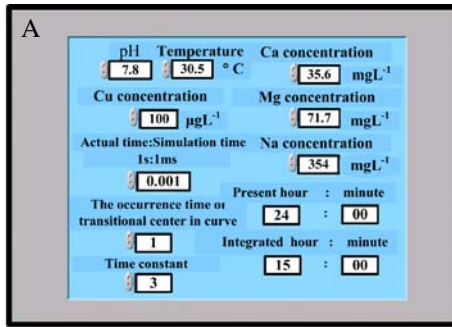 A
pH Temperature Ca concentration
7.8 30.5 ° C 35.6 mgL-1
Cu concentration Mg concentration
100 µgL-1 71.7 mgL-1
Actual time:Simulation time Na concentration
1s:1ms 354 mgL-1
0.001 Present hour : minute
The occurrence time of 24 : 00
transitional center in curve
1 Integrated hour : minute
Time constant 15 : 00
3